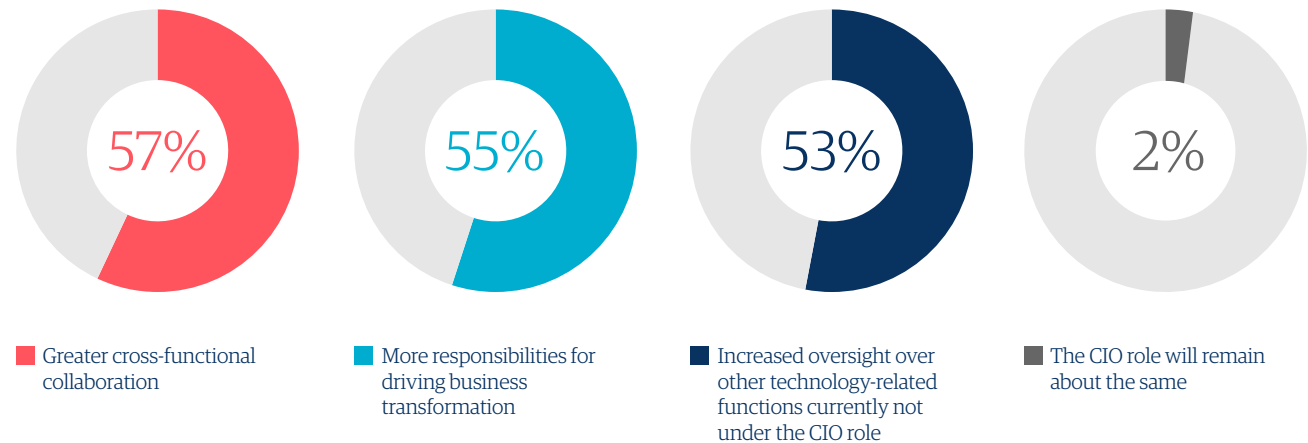 57%
55%
53%
2%
Greater cross-functional
collaboration
More responsibilities for
driving business
transformation
Increased oversight over
other technology-related
functions currently not
under the CIO role
The CIO role will remain
about the same